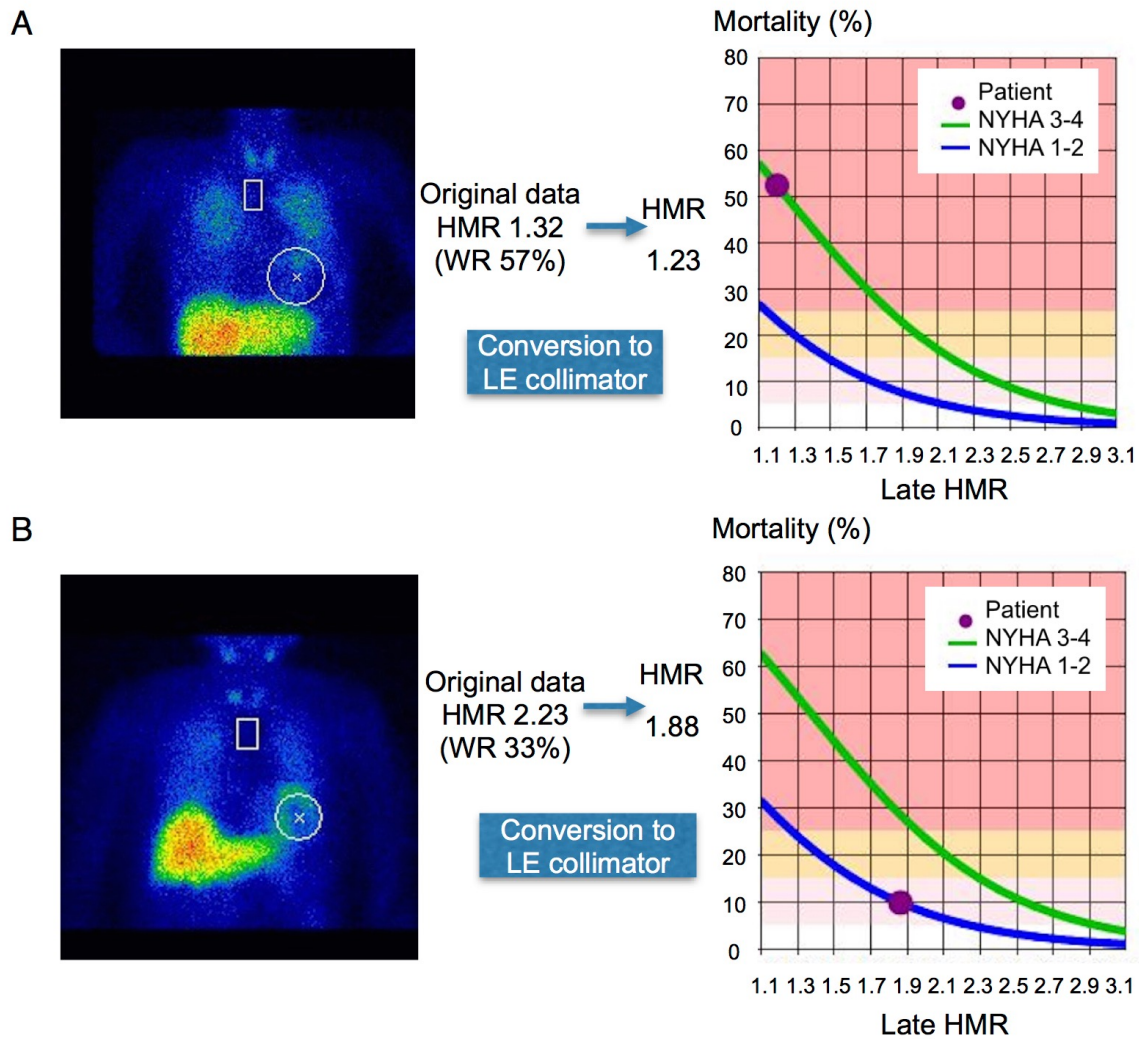 A
Mortality (%)
80
70
60
50
40
30
20
10
0
Patient
NYHA 3-4
NYHA 1-2
Original data
HMR 1.32
(WR 57%)
HMR
1.23
Conversion to
LE collimator
1.1 1.3 1.5 1.7 1.9 2.1 2.3 2.5 2.7 2.9 3.1
Late HMR
B
Mortality (%)
80
70
60
50
40
30
20
10
0
Patient
NYHA 3-4
NYHA 1-2
Original data
HMR 2.23
(WR 33%)
HMR
1.88
Conversion to
LE collimator
1.1 1.3 1.5 1.7 1.9 2.1 2.3 2.5 2.7 2.9 3.1
Late HMR